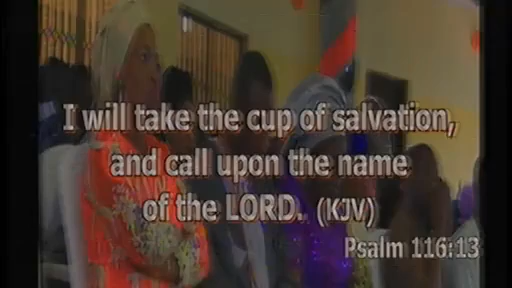 I will take the cup of salvation,
and call upon the name
of the LORD. (KJV)
Psalm 116:13